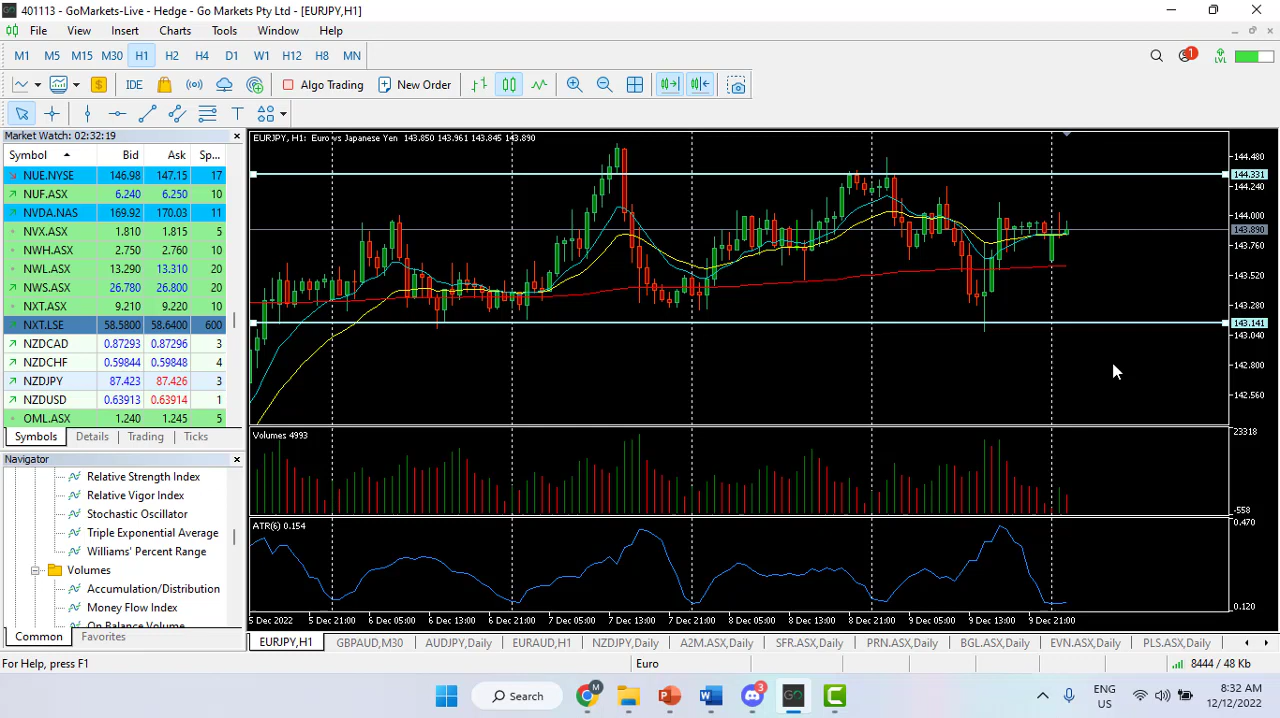 401113 - GoMarkets-Live - Hedge - Go Markets Pty Ltd - [EURJPY,H1]
File View Insert Charts Tools Window Help
M1 M5 M15 M30 H1 H2 H4 D1 W1 H12 H8 MN
1 LVL
IDE Algo Trading New Order
Market Watch: 02:32:19
Symbol Bid Ask Sp...
NUE.NYSE 146.98 147.15 17
NUF.ASX 6.240 6.250 10
NVDA.NAS 169.92 170.03 11
NVX.ASX 1.810 1.815 5
NWH.ASX 2.750 2.760 10
NWL.ASX 13.290 13.310 20
NWS.ASX 26.780 26.800 20
NXT.ASX 9.210 9.220 10
NXT.LSE 58.5800 58.6400 600
NZDCAD 0.87293 0.87296 3
NZDCHF 0.59844 0.59848 4
NZDJPY 87.423 87.426 3
NZDUSD 0.63913 0.63914 1
OML.ASX 1.240 1.245 5
Symbols Details Trading Ticks
Navigator
Relative Strength Index
Relative Vigor Index
Stochastic Oscillator
Triple Exponential Average
Williams' Percent Range
Volumes
Accumulation/Distribution
Money Flow Index
On Balance Volume
Common Favorites
EURJPY, H1: Euro vs Japanese Yen 143.850 143.961 143.845 143.890
144.480
144.331
144.240
144.000
143.890
143.760
143.520
143.280
143.141
143.040
142.800
142.560
Volumes 4993
23318
-558
ATR(6) 0.154
0.470
0.120
5 Dec 2022 5 Dec 21:00 6 Dec 05:00 6 Dec 13:00 6 Dec 21:00 7 Dec 05:00 7 Dec 13:00 7 Dec 21:00 8 Dec 05:00 8 Dec 13:00 8 Dec 21:00 9 Dec 05:00 9 Dec 13:00 9 Dec 21:00
EURJPY,H1 GBPAUD,M30 AUDJPY,Daily EURAUD,H1 NZDJPY,Daily A2M.ASX,Daily SFR.ASX,Daily PRN.ASX,Daily BGL.ASX,Daily EVN.ASX,Daily PLS.ASX,Daily
For Help, press F1 Euro 8444 / 48 Kb
Search M 3 GO ENG
US 8:32 AM
12/12/2022